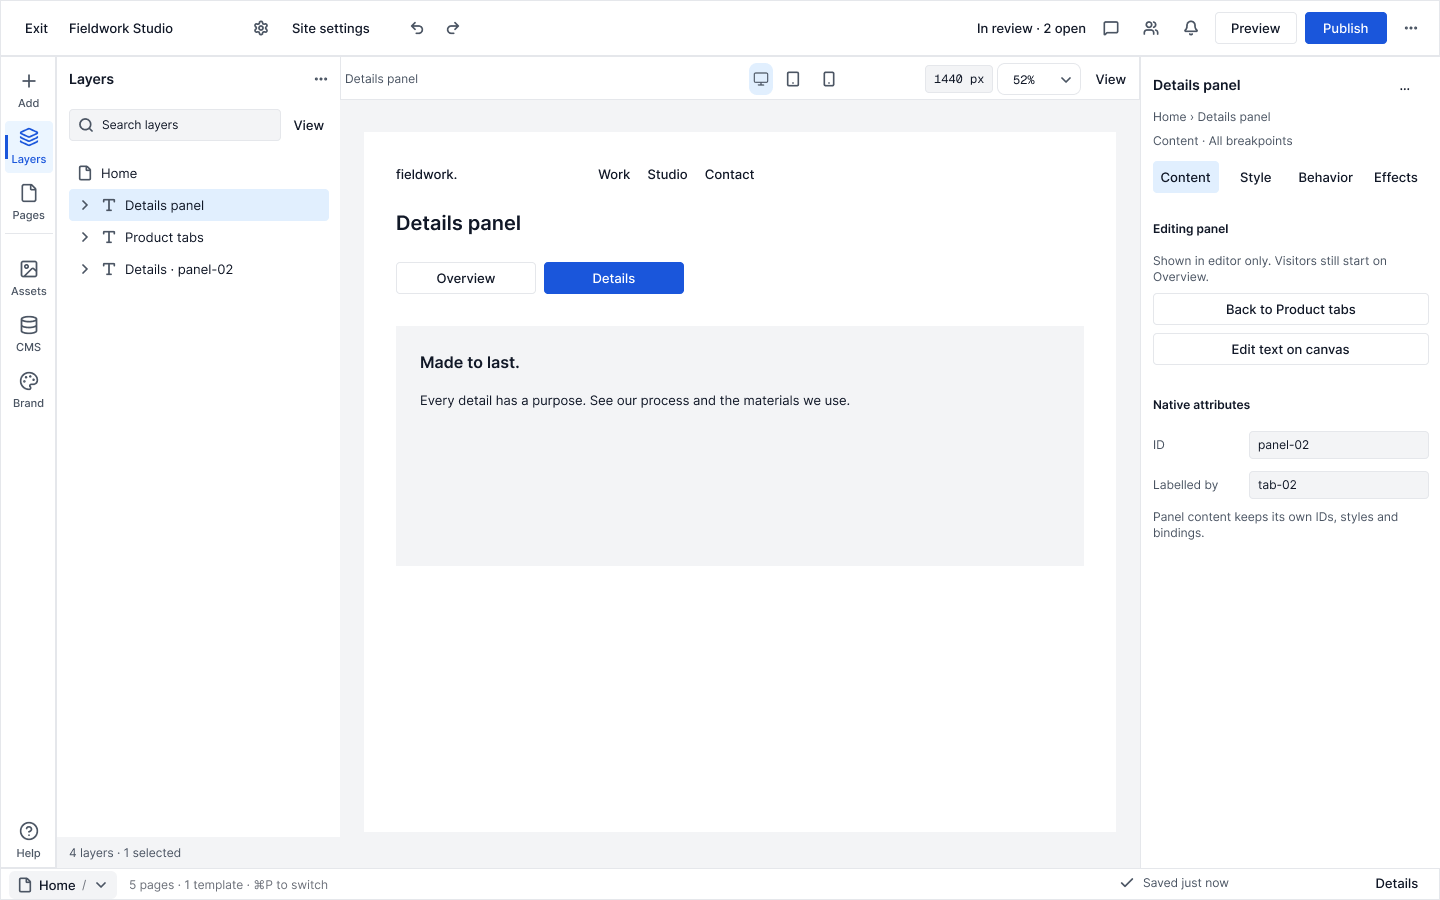 Exit
Fieldwork Studio
Site settings
In review · 2 open
Preview
Publish
Add
Layers
Pages
Assets
CMS
Brand
Help
Layers
Search layers
View
Home
Details panel
Product tabs
Details · panel-02
4 layers · 1 selected
Details panel
1440 px
52%
View
fieldwork.
Work
Studio
Contact
Details panel
Overview
Details
Made to last.
Every detail has a purpose. See our process and the materials we use.
Details panel
Home › Details panel
Content · All breakpoints
Content
Style
Behavior
Effects
Editing panel
Shown in editor only. Visitors still start on
Overview.
Back to Product tabs
Edit text on canvas
Native attributes
ID
panel-02
Labelled by
tab-02
Panel content keeps its own IDs, styles and
bindings.
Home /
5 pages · 1 template · ⌘P to switch
Saved just now
Details